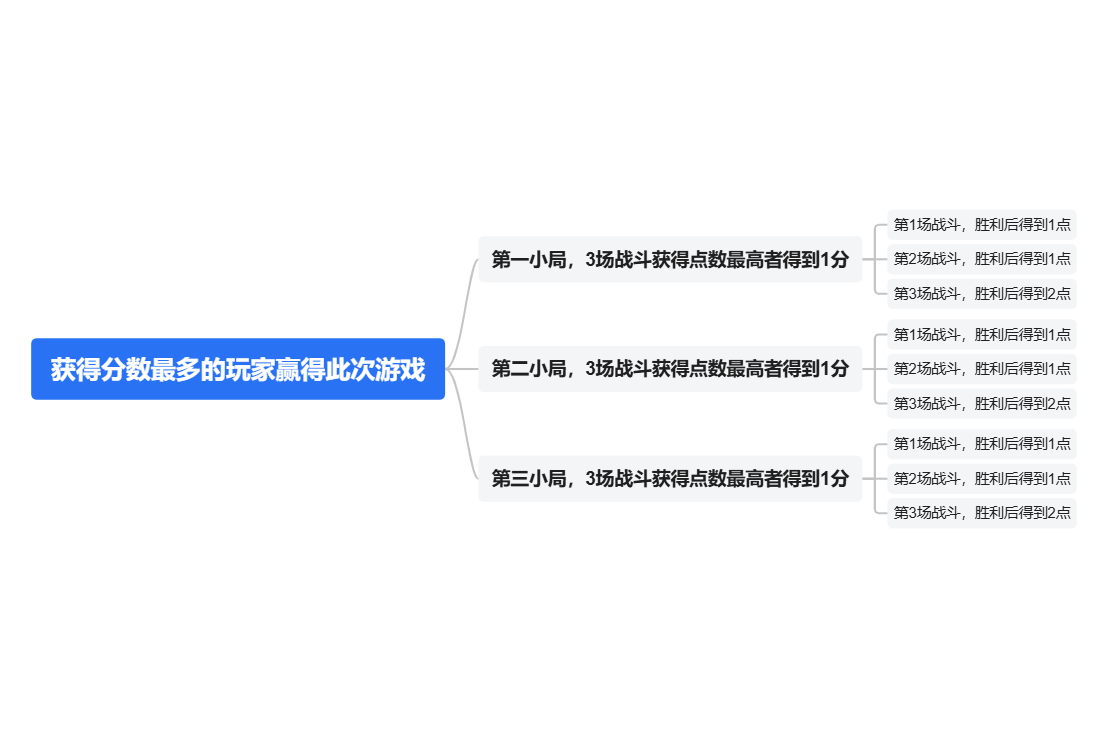 获得分数最多的玩家赢得此次游戏
第一小局，3场战斗获得点数最高者得到1分
第1场战斗，胜利后得到1点
第2场战斗，胜利后得到1点
第3场战斗，胜利后得到2点
第二小局，3场战斗获得点数最高者得到1分
第1场战斗，胜利后得到1点
第2场战斗，胜利后得到1点
第3场战斗，胜利后得到2点
第三小局，3场战斗获得点数最高者得到1分
第1场战斗，胜利后得到1点
第2场战斗，胜利后得到1点
第3场战斗，胜利后得到2点